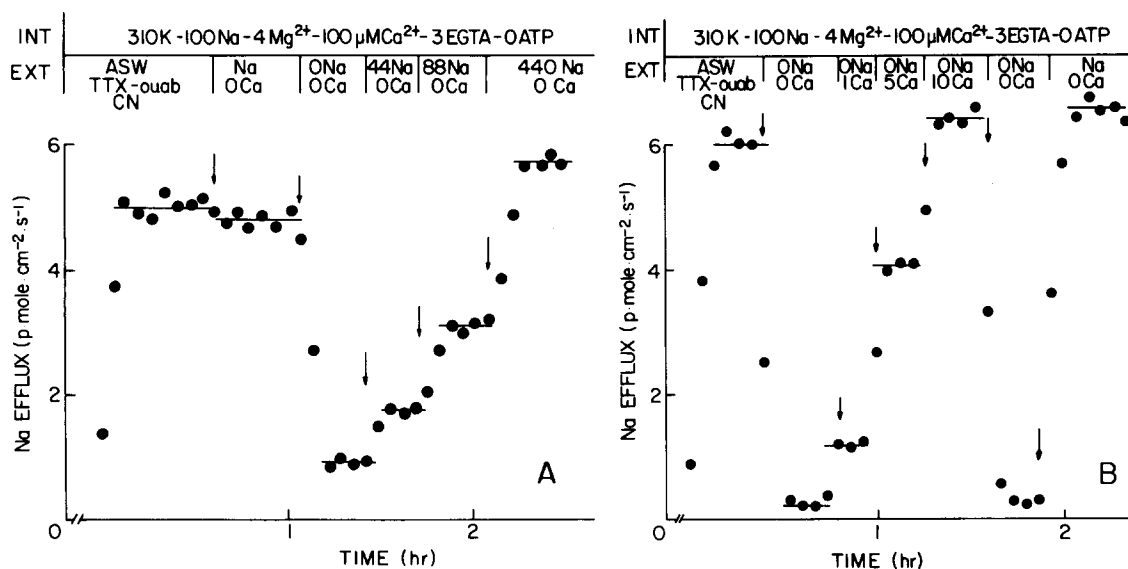 INT 310K-100Na-4Mg2+-100µMCa2+-3EGTA-0ATP
EXT ASW Na 0Na 44Na 88Na 440 Na
TTX-ouab 0Ca 0Ca 0Ca 0Ca 0 Ca
CN
6
4
2
0
Na EFFLUX (p mole·cm-2·s-1)
A
1 2
TIME (hr)
INT 310K-100Na-4Mg2+-100µMCa2+-3EGTA-0ATP
EXT ASW 0Na 0Na 0Na 0Na 0Na Na
TTX-ouab 0Ca 1Ca 5Ca 10Ca 0Ca 0Ca
CN
6
4
2
0
Na EFFLUX (p·mole·cm-2·s-1)
B
1 2
TIME (hr)